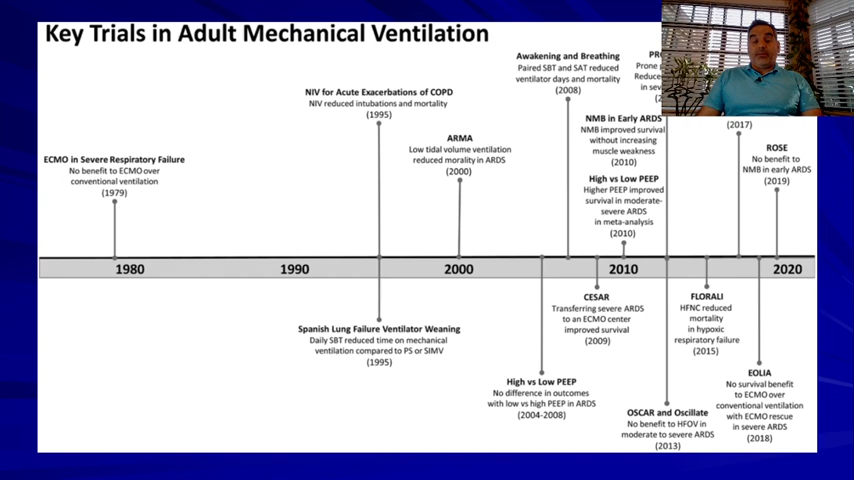 Key Trials in Adult Mechanical Ventilation
Awakening and Breathing
Paired SBT and SAT reduced
ventilator days and mortality
(2008)
Prone
Reduce
in sev
(2
NIV for Acute Exacerbations of COPD
NIV reduced intubations and mortality
(1995)
NMB in Early ARDS
NMB improved survival
without increasing
muscle weakness
(2010)
(2017)
ARMA
Low tidal volume ventilation
reduced morality in ARDS
(2000)
ROSE
No benefit to
NMB in early ARDS
(2019)
ECMO in Severe Respiratory Failure
No benefit to ECMO over
conventional ventilation
(1979)
High vs Low PEEP
Higher PEEP improved
survival in moderate-
severe ARDS
in meta-analysis
(2010)
1980
1990
2000
2010
2020
Spanish Lung Failure Ventilator Weaning
Daily SBT reduced time on mechanical
ventilation compared to PS or SIMV
(1995)
High vs Low PEEP
No difference in outcomes
with low vs high PEEP in ARDS
(2004-2008)
CESAR
Transferring severe ARDS
to an ECMO center
improved survival
(2009)
OSCAR and Oscillate
No benefit to HFOV in
moderate to severe ARDS
(2013)
FLORALI
HFNC reduced
mortality
in hypoxic
respiratory failure
(2015)
EOLIA
No survival benefit
to ECMO over
conventional ventilation
with ECMO rescue
in severe ARDS
(2018)